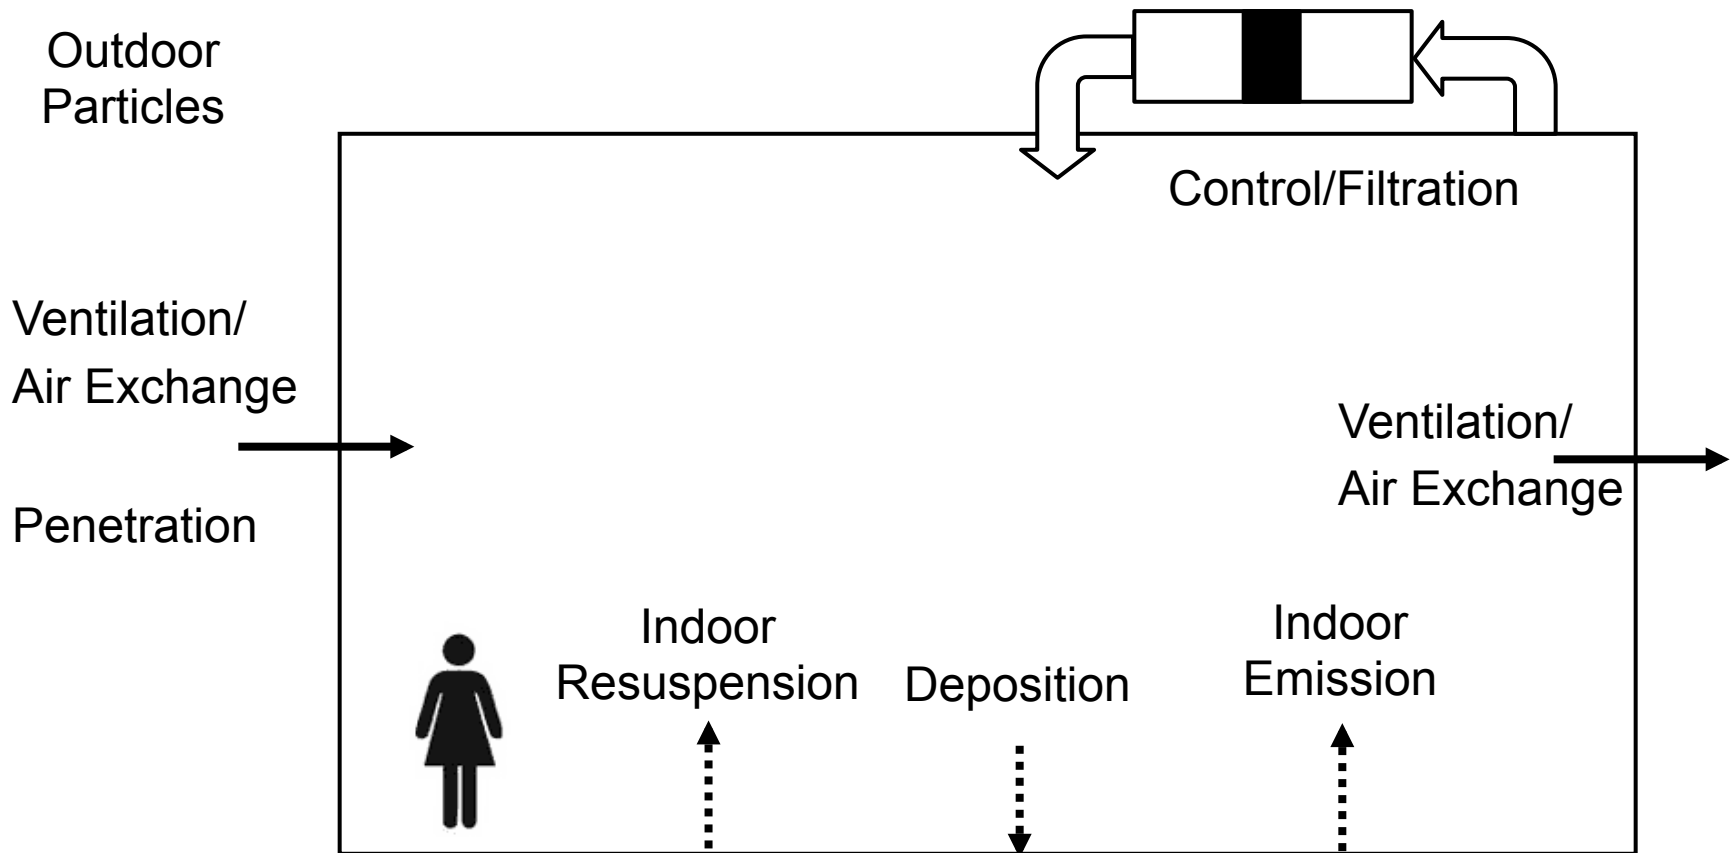 Outdoor
Particles
Control/Filtration
Ventilation/
Air Exchange
Penetration
Ventilation/
Air Exchange
Indoor
Resuspension
Deposition
Indoor
Emission